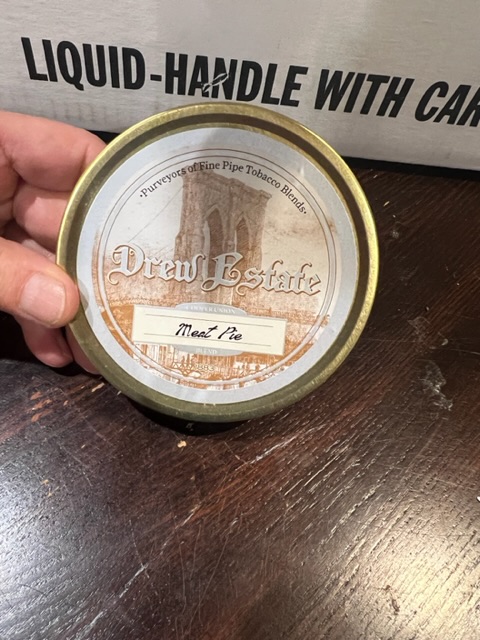 LIQUID-HANDLE WITH CAR
·Purveyors of Fine Pipe Tobacco Blends·
Drew Estate
Meat Pie